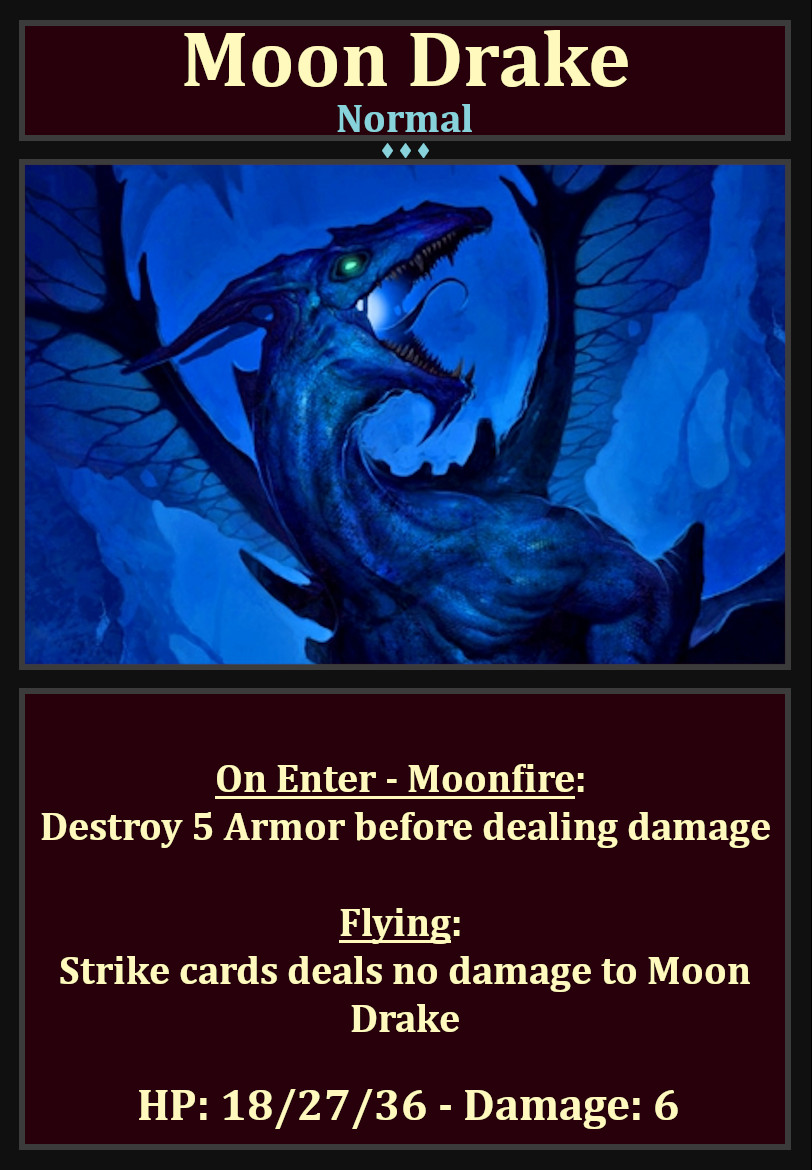 Moon Drake
Normal
♦ ♦ ♦
On Enter - Moonfire:
Destroy 5 Armor before dealing damage
Flying:
Strike cards deals no damage to Moon
Drake
HP: 18/27/36 - Damage: 6